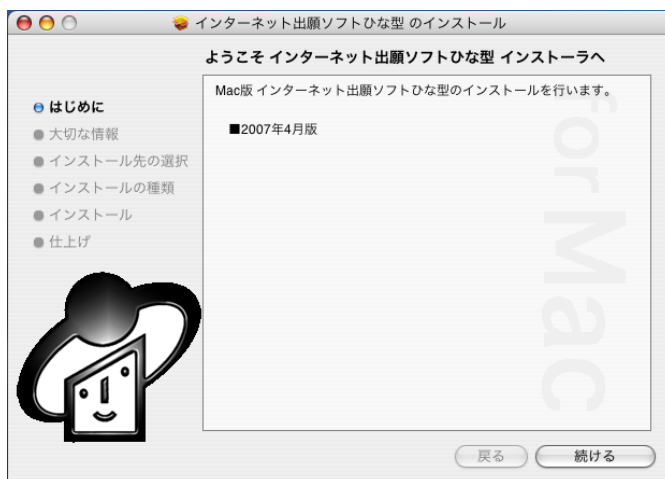 インターネット出願ソフトひな型 のインストール
ようこそ インターネット出願ソフトひな型 インストーラへ
はじめに
大切な情報
インストール先の選択
インストールの種類
インストール
仕上げ
Mac版 インターネット出願ソフトひな型のインストールを行います。
■2007年4月版
for Mac
戻る
続ける